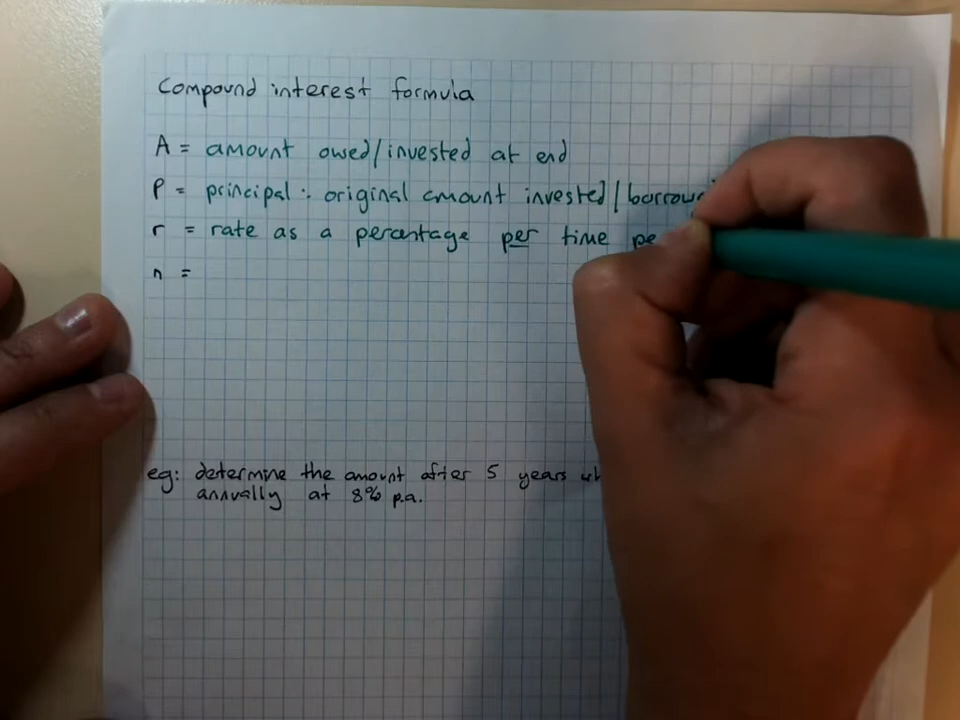 Compound interest formula
A = amount owed/invested at end
P = principal : original amount invested/
r = rate as a percentage per time
n =
eg: determine the amount after 5 years
annually at 8% p.a.